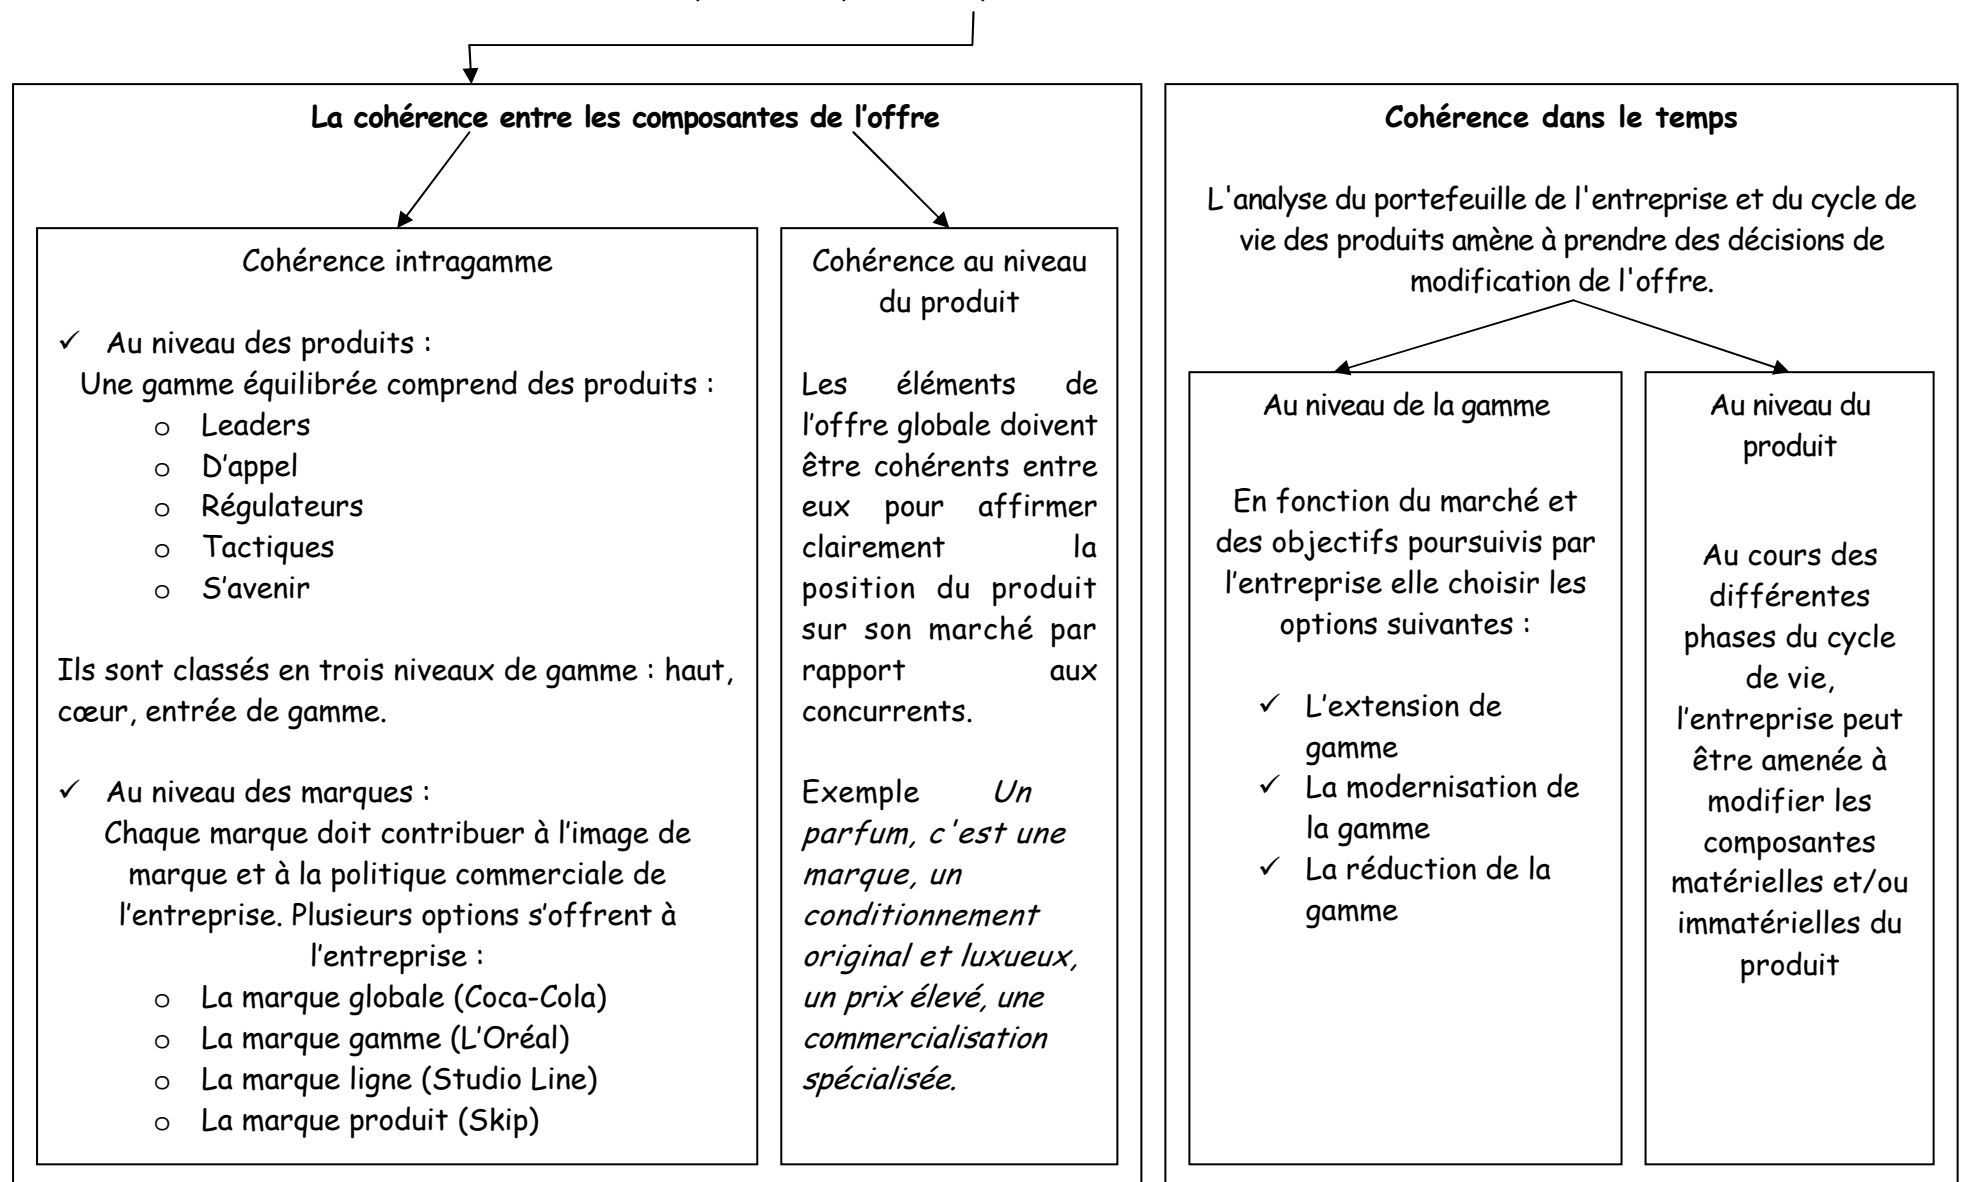 La cohérence entre les composantes de l'offre
Cohérence intragamme
✓ Au niveau des produits :
Une gamme équilibrée comprend des produits :
o Leaders
o D'appel
o Régulateurs
o Tactiques
o S'avenir
Ils sont classés en trois niveaux de gamme : haut,
cœur, entrée de gamme.
✓ Au niveau des marques :
Chaque marque doit contribuer à l'image de
marque et à la politique commerciale de
l'entreprise. Plusieurs options s'offrent à
l'entreprise :
o La marque globale (Coca-Cola)
o La marque gamme (L'Oréal)
o La marque ligne (Studio Line)
o La marque produit (Skip)
Cohérence au niveau
du produit
Les éléments de
l'offre globale doivent
être cohérents entre
eux pour affirmer
clairement la
position du produit
sur son marché par
rapport aux
concurrents.
Exemple Un
parfum, c'est une
marque, un
conditionnement
original et luxueux,
un prix élevé, une
commercialisation
spécialisée.
Cohérence dans le temps
L'analyse du portefeuille de l'entreprise et du cycle de
vie des produits amène à prendre des décisions de
modification de l'offre.
Au niveau de la gamme
En fonction du marché et
des objectifs poursuivis par
l'entreprise elle choisir les
options suivantes :
✓ L'extension de
gamme
✓ La modernisation de
la gamme
✓ La réduction de la
gamme
Au niveau du
produit
Au cours des
différentes
phases du cycle
de vie,
l'entreprise peut
être amenée à
modifier les
composantes
matérielles et/ou
immatérielles du
produit